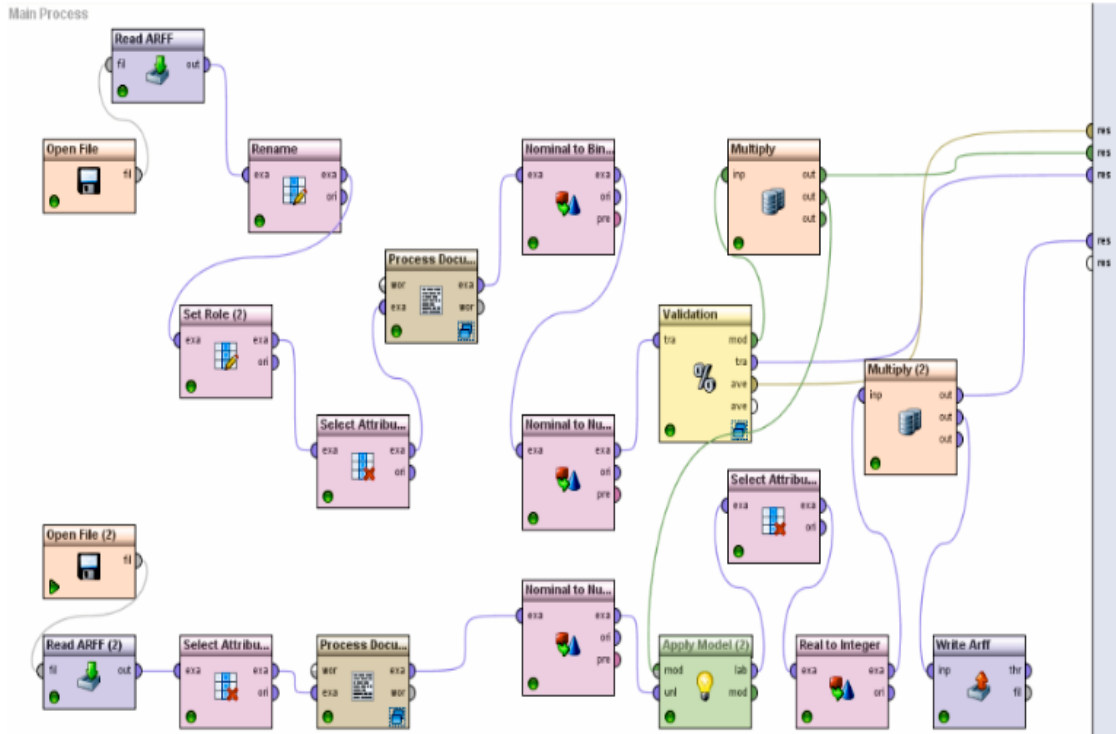 Main Process
Read ARFF
fil out
Open File
fil
Rename
exa exa
ori
Nominal to Bin...
exa exa
ori
pre
Multiply
inp out
out
out
res
res
res
res
res
Process Docu...
wor exa
exa wor
Set Role (2)
exa exa
ori
Validation
tra mod
tra
ave
ave
Multiply (2)
inp out
out
out
Select Attribu...
exa exa
ori
Nominal to Nu...
exa exa
ori
pre
Select Attribu...
exa exa
ori
Open File (2)
fil
Read ARFF (2)
fil out
Select Attribu...
exa exa
ori
Process Docu...
wor exa
exa wor
Nominal to Nu...
exa exa
ori
pre
Apply Model (2)
mod lab
unl mod
Real to Integer
exa exa
ori
Write Arff
inp thr
fil